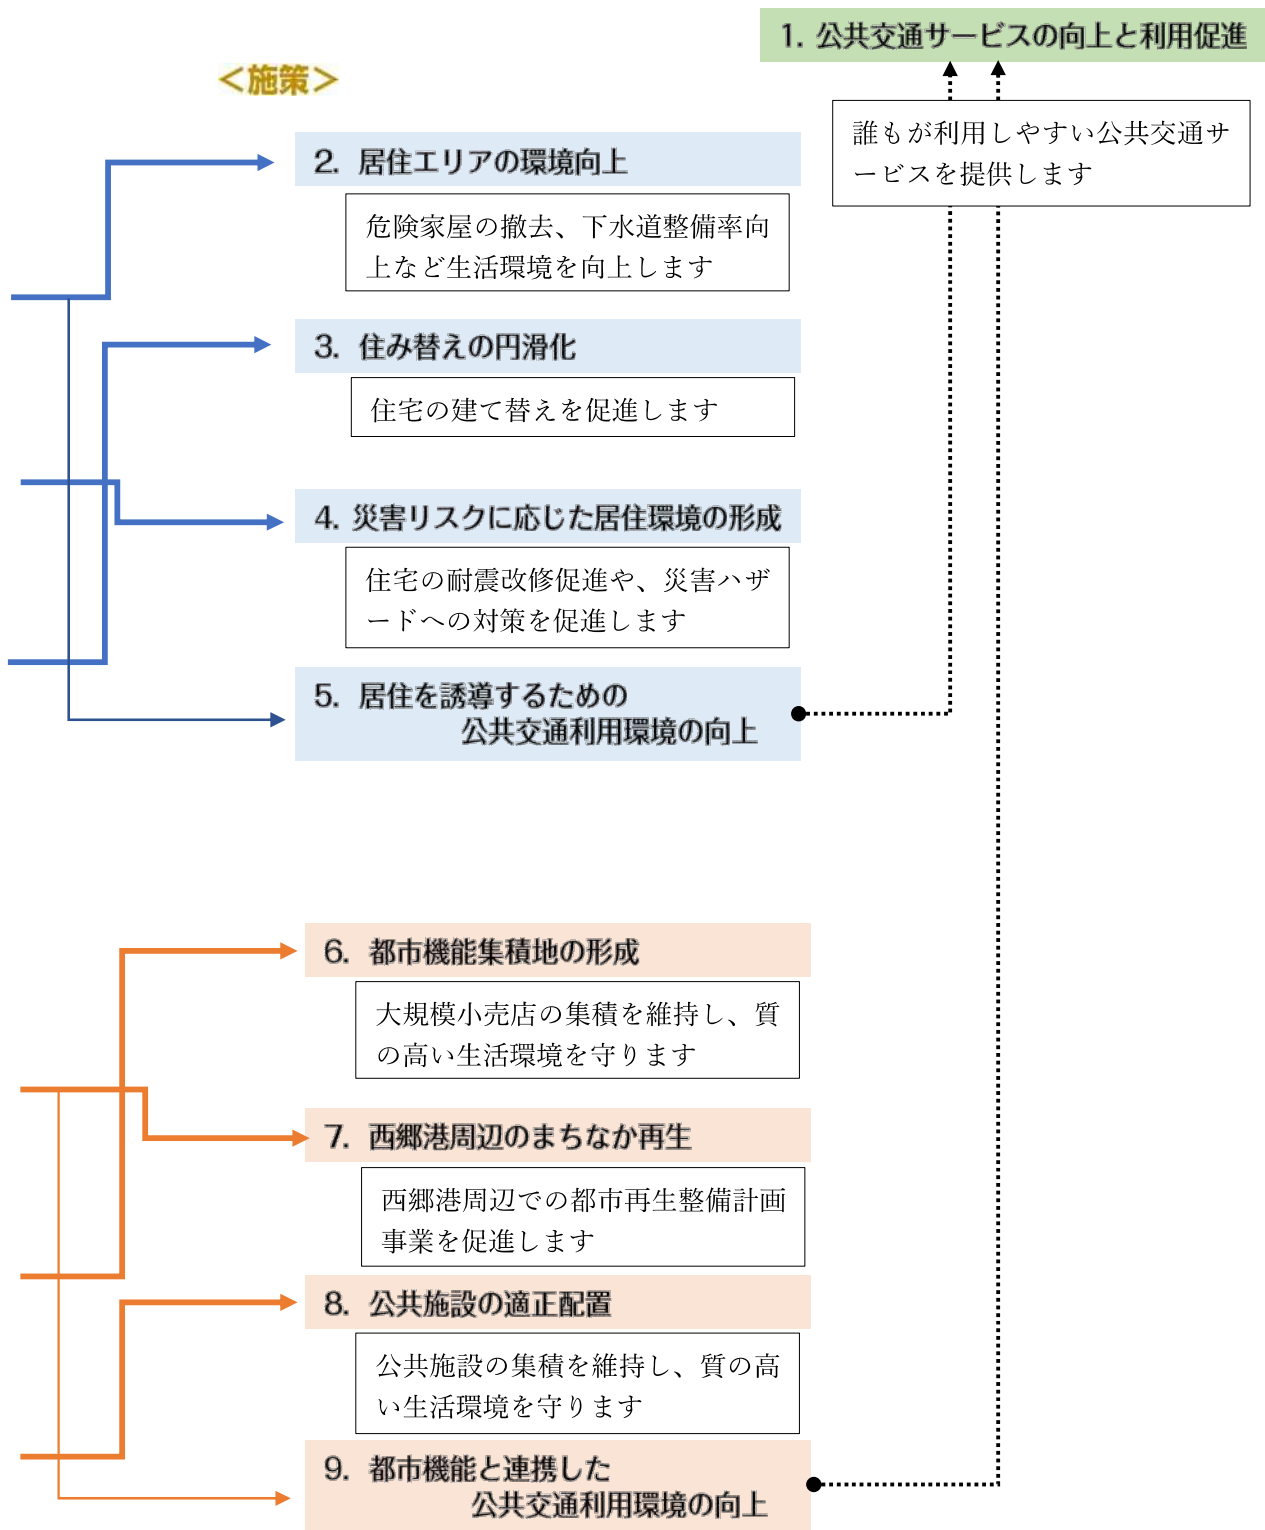 1. 公共交通サービスの向上と利用促進
＜施策＞
誰もが利用しやすい公共交通サ
ービスを提供します
2. 居住エリアの環境向上
危険家屋の撤去、下水道整備率向
上など生活環境を向上します
3. 住み替えの円滑化
住宅の建て替えを促進します
4. 災害リスクに応じた居住環境の形成
住宅の耐震改修促進や、災害ハザ
ードへの対策を促進します
5. 居住を誘導するための
公共交通利用環境の向上
6. 都市機能集積地の形成
大規模小売店の集積を維持し、質
の高い生活環境を守ります
7. 西郷港周辺のまちなか再生
西郷港周辺での都市再生整備計画
事業を促進します
8. 公共施設の適正配置
公共施設の集積を維持し、質の高
い生活環境を守ります
9. 都市機能と連携した
公共交通利用環境の向上